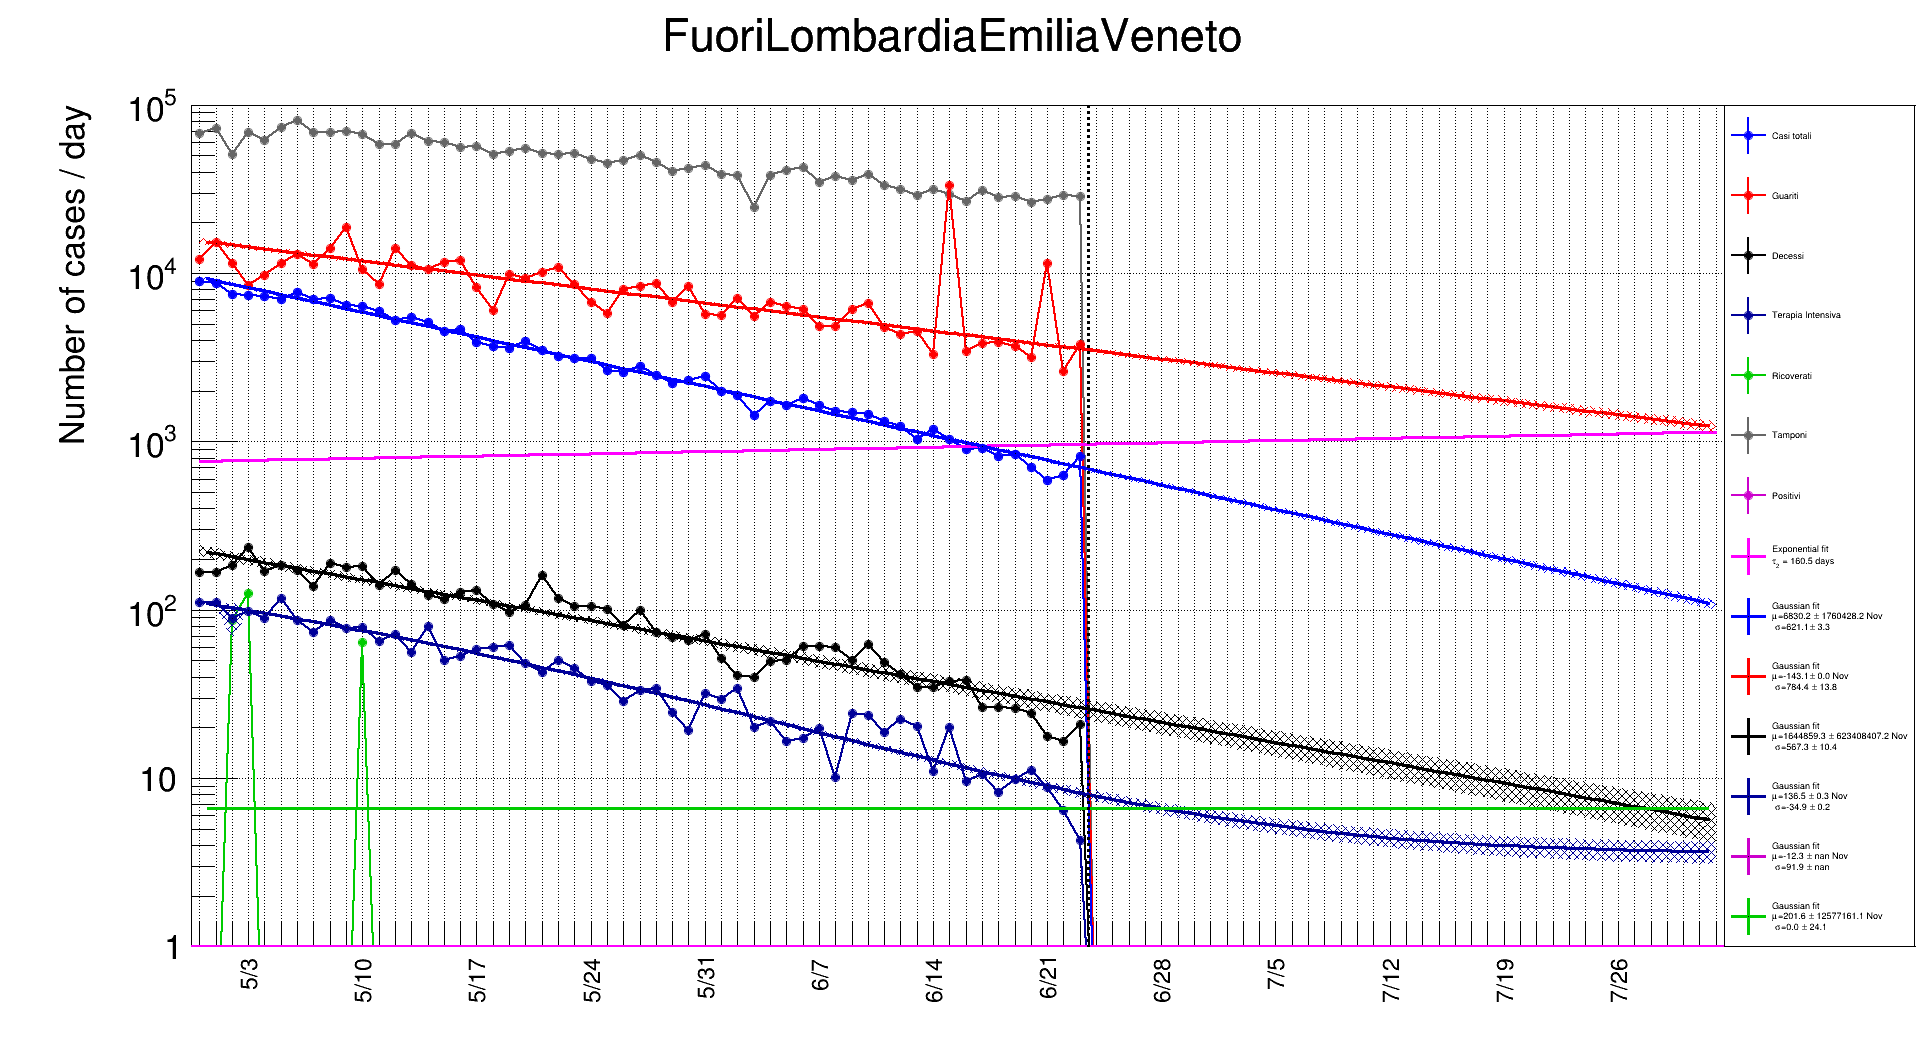 FuoriLombardiaEmiliaVeneto
Number of cases / day
10^5
10^4
10^3
10^2
10
1
5/3
5/10
5/17
5/24
5/31
6/7
6/14
6/21
6/28
7/5
7/12
7/19
7/26
Casi totali
Guariti
Decessi
Terapia Intensiva
Ricoverati
Tamponi
Positivi
Exponential fit
τ₂ = 160.5 days
Gaussian fit
μ=6830.2 ± 1760428.2 Nov
σ=621.1 ± 3.3
Gaussian fit
μ=-143.1 ± 0.0 Nov
σ=784.4 ± 13.8
Gaussian fit
μ=1644859.3 ± 623408407.2 Nov
σ=567.3 ± 10.4
Gaussian fit
μ=136.5 ± 0.3 Nov
σ=-34.9 ± 0.2
Gaussian fit
μ=-12.3 ± nan Nov
σ=91.9 ± nan
Gaussian fit
μ=201.6 ± 12577161.1 Nov
σ=0.0 ± 24.1